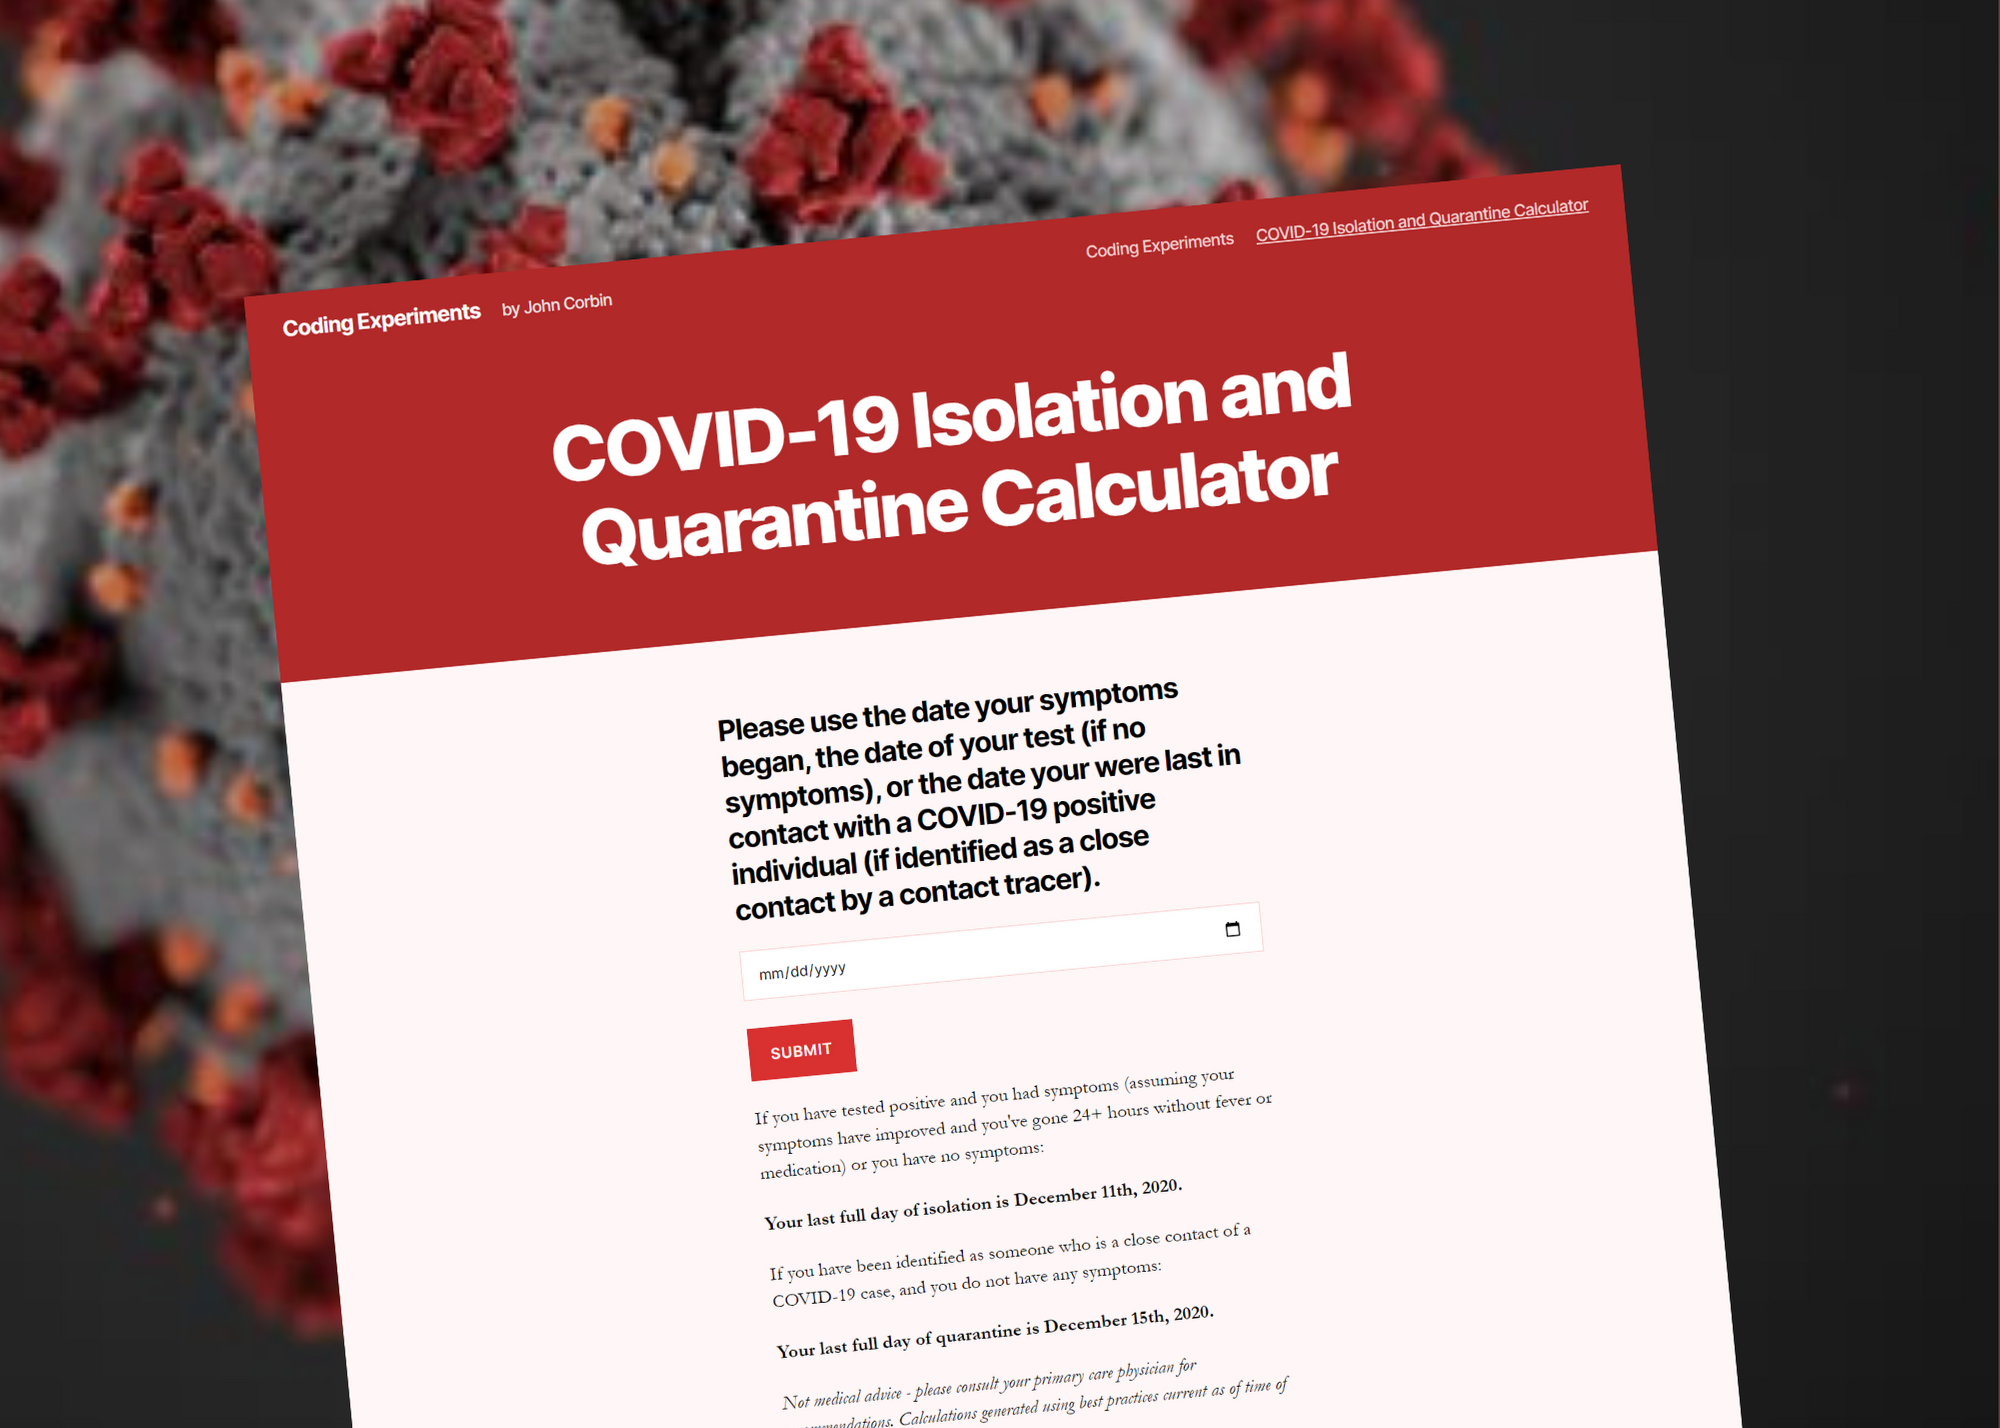 Coding Experiments by John Corbin
Coding Experiments COVID-19 Isolation and Quarantine Calculator
COVID-19 Isolation and
Quarantine Calculator
Please use the date your symptoms
began, the date of your test (if no
symptoms), or the date your were last in
contact with a COVID-19 positive
individual (if identified as a close
contact by a contact tracer).
mm/dd/yyyy
SUBMIT
If you have tested positive and you had symptoms (assuming your
symptoms have improved and you've gone 24+ hours without fever or
medication) or you have no symptoms:
Your last full day of isolation is December 11th, 2020.
If you have been identified as someone who is a close contact of a
COVID-19 case, and you do not have any symptoms:
Your last full day of quarantine is December 15th, 2020.
Not medical advice - please consult your primary care physician for
Calculations generated using best practices current as of time of